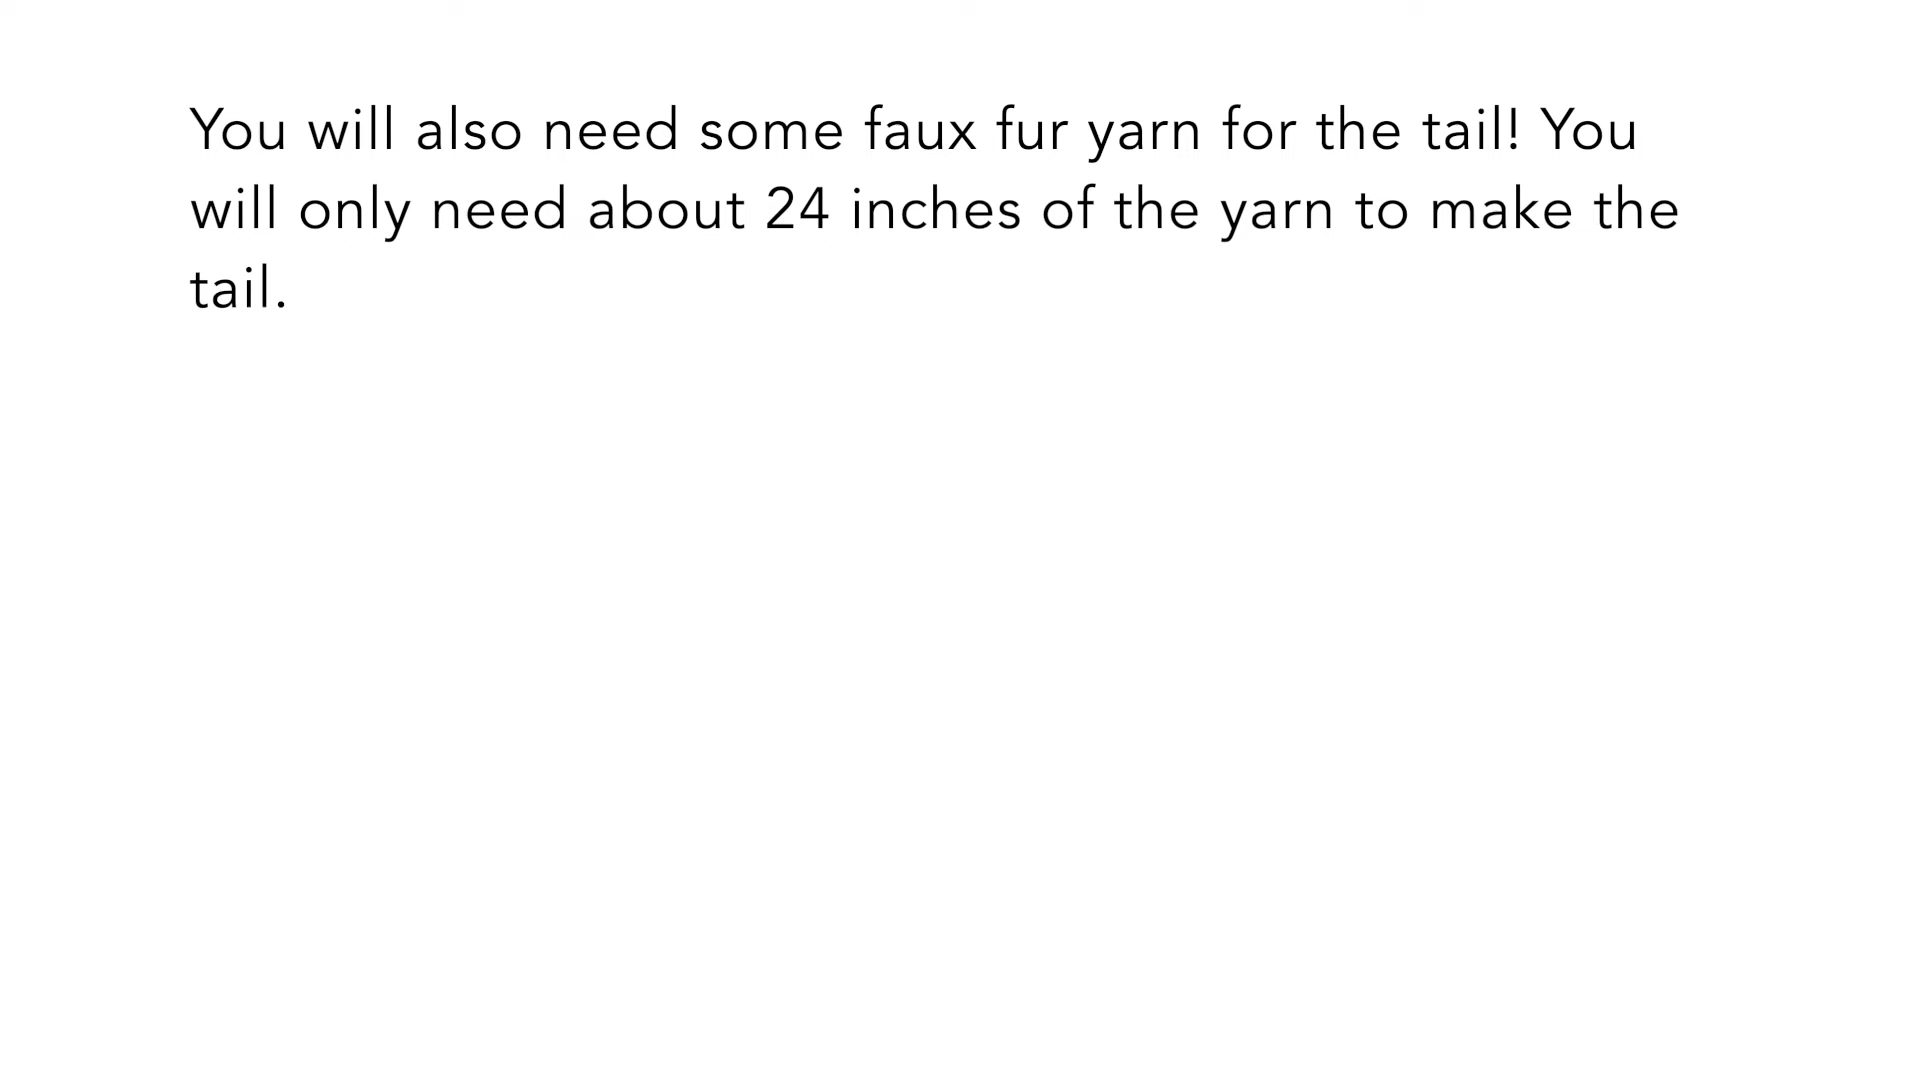 You will also need some faux fur yarn for the tail! You
will only need about 24 inches of the yarn to make the
tail.